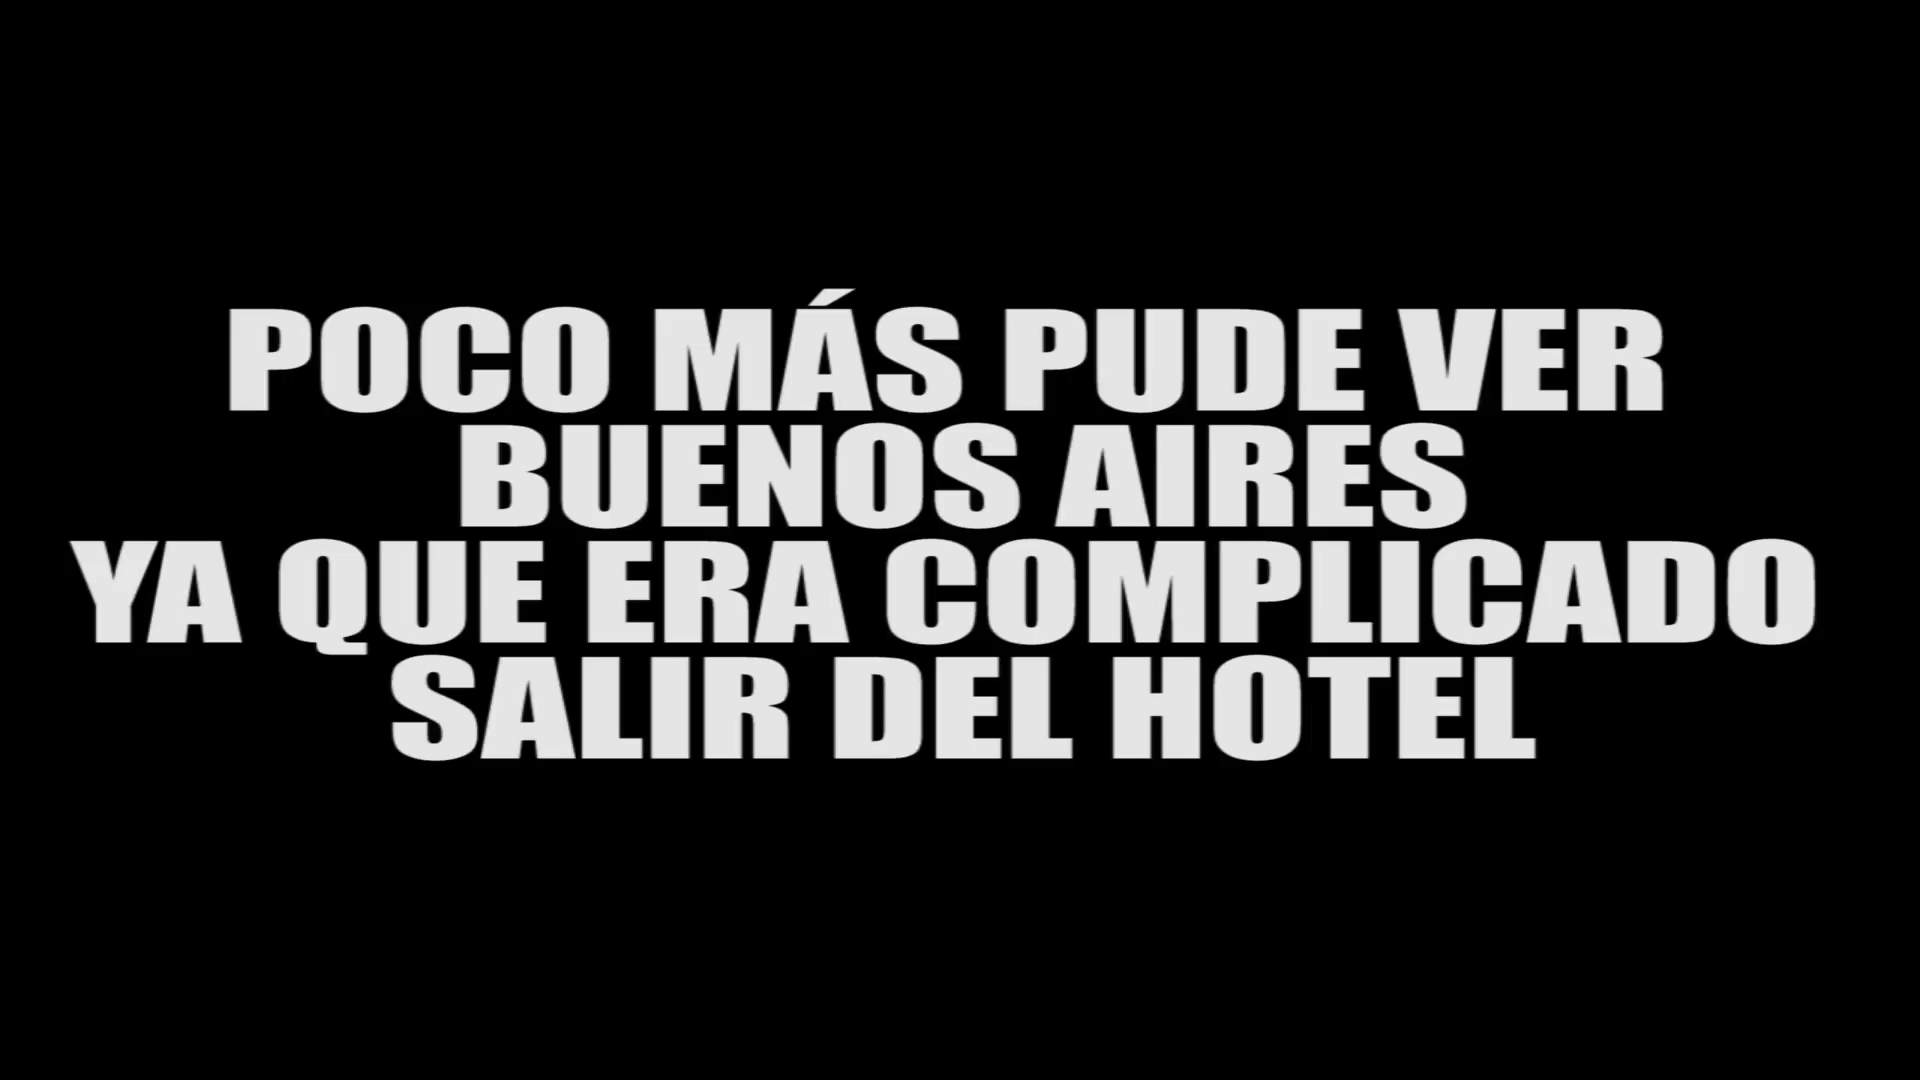 POCO MÁS PUDE VER
BUENOS AIRES
YA QUE ERA COMPLICADO
SALIR DEL HOTEL